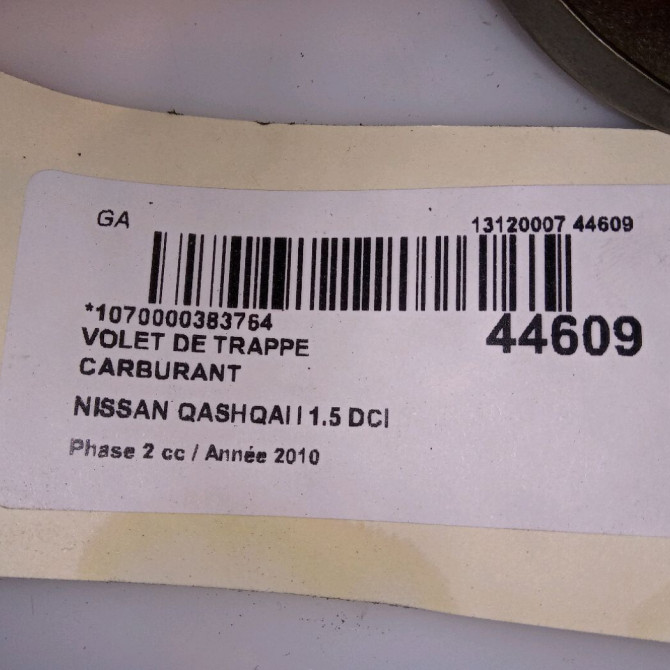 GA
13120007 44609
*1070000383764
44609
VOLET DE TRAPPE
CARBURANT
NISSAN QASHQAI I 1.5 DCI
Phase 2 cc / Année 2010